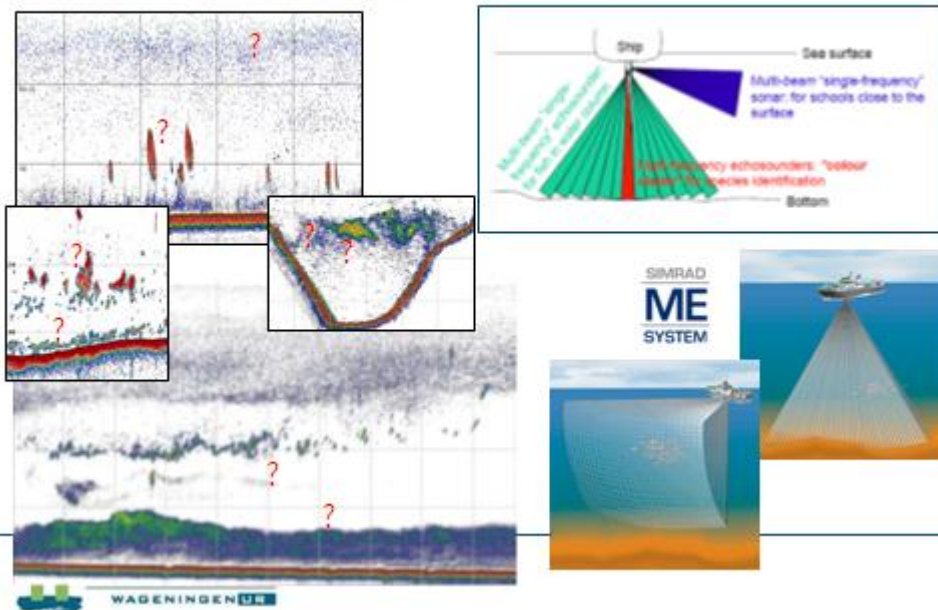 ?
?
?
?
?
?
?
?
Ship
Sea surface
Multi-beam "single-frequency"
sonar: for schools close to the
surface
Multi-beam "single-
frequency" echosounder:
for fish in water column
Multi-frequency echosounders: "colour
for species identification
Bottom
SIMRAD
ME
SYSTEM
WAGENINGEN UR